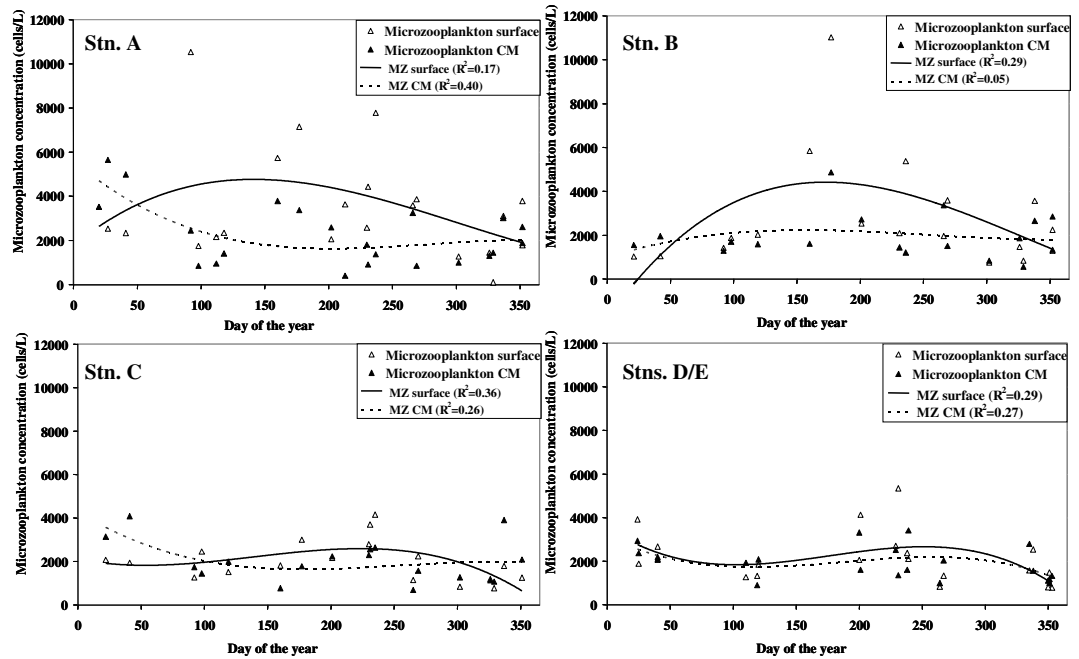 Stn. A
Microzooplankton concentration (cells/L)
12000
10000
8000
6000
4000
2000
0
0 50 100 150 200 250 300 350
Day of the year
Microzooplankton surface
Microzooplankton CM
MZ surface (R²=0.17)
MZ CM (R²=0.40)
Stn. B
Microzooplankton concentration (cells/L)
12000
10000
8000
6000
4000
2000
0
0 50 100 150 200 250 300 350
Day of the year
Microzooplankton surface
Microzooplankton CM
MZ surface (R²=0.29)
MZ CM (R²=0.05)
Stn. C
Microzooplankton concentration (cells/L)
12000
10000
8000
6000
4000
2000
0
0 50 100 150 200 250 300 350
Day of the year
Microzooplankton surface
Microzooplankton CM
MZ surface (R²=0.36)
MZ CM (R²=0.26)
Stns. D/E
Microzooplankton concentration (cells/L)
12000
10000
8000
6000
4000
2000
0
0 50 100 150 200 250 300 350
Day of the year
Microzooplankton surface
Microzooplankton CM
MZ surface (R²=0.29)
MZ CM (R²=0.27)